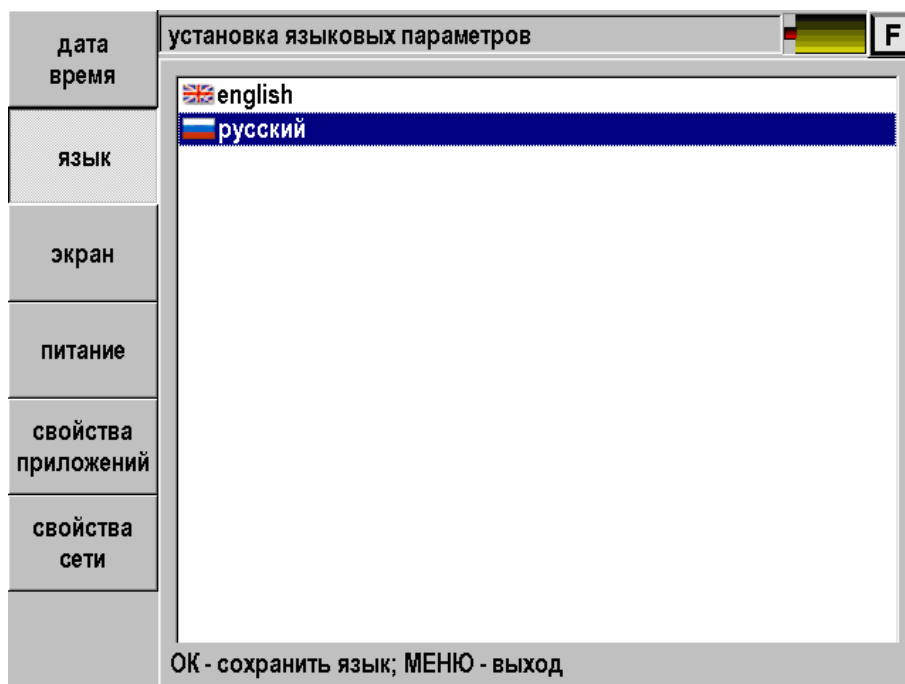 дата
время
язык
экран
питание
свойства
приложений
свойства
сети
установка языковых параметров
F
english
русский
ОК - сохранить язык; МЕНЮ - выход